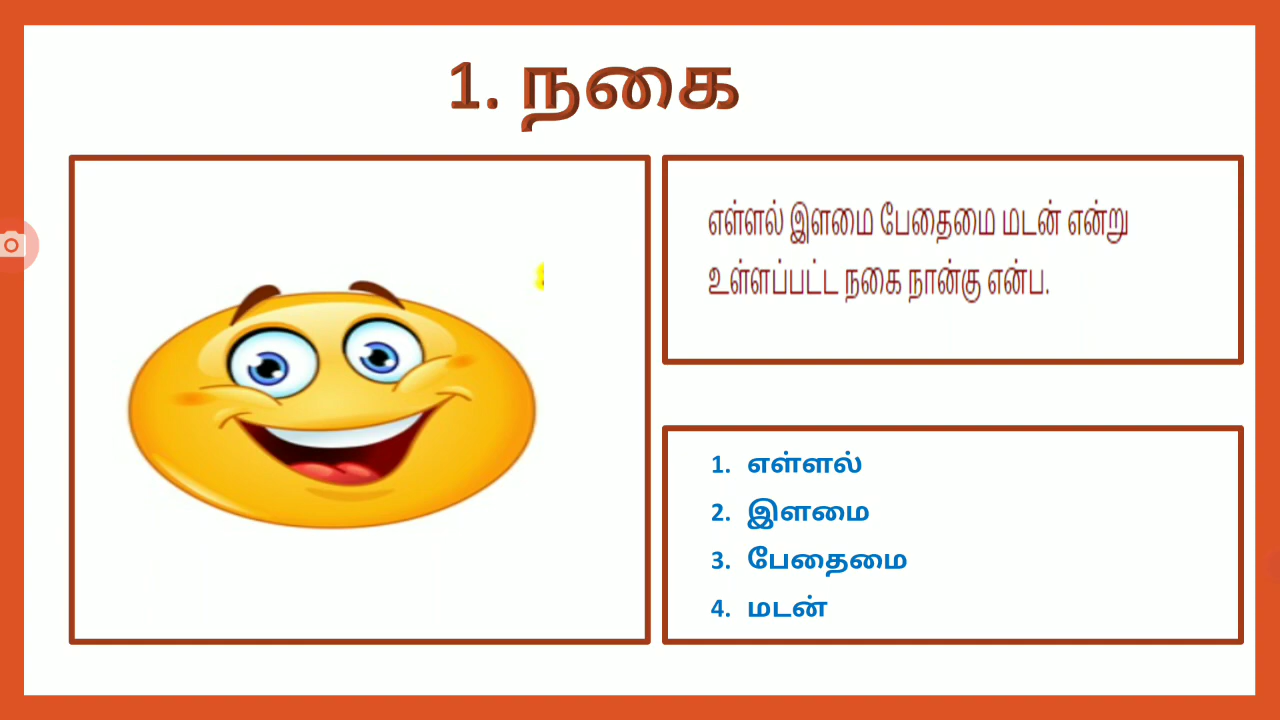 1. நகை
எள்ளல் இளமை பேதைமை மடன் என்று
உள்ளப்பட்ட நகை நான்கு என்ப.
1. எள்ளல்
2. இளமை
3. பேதைமை
4. மடன்